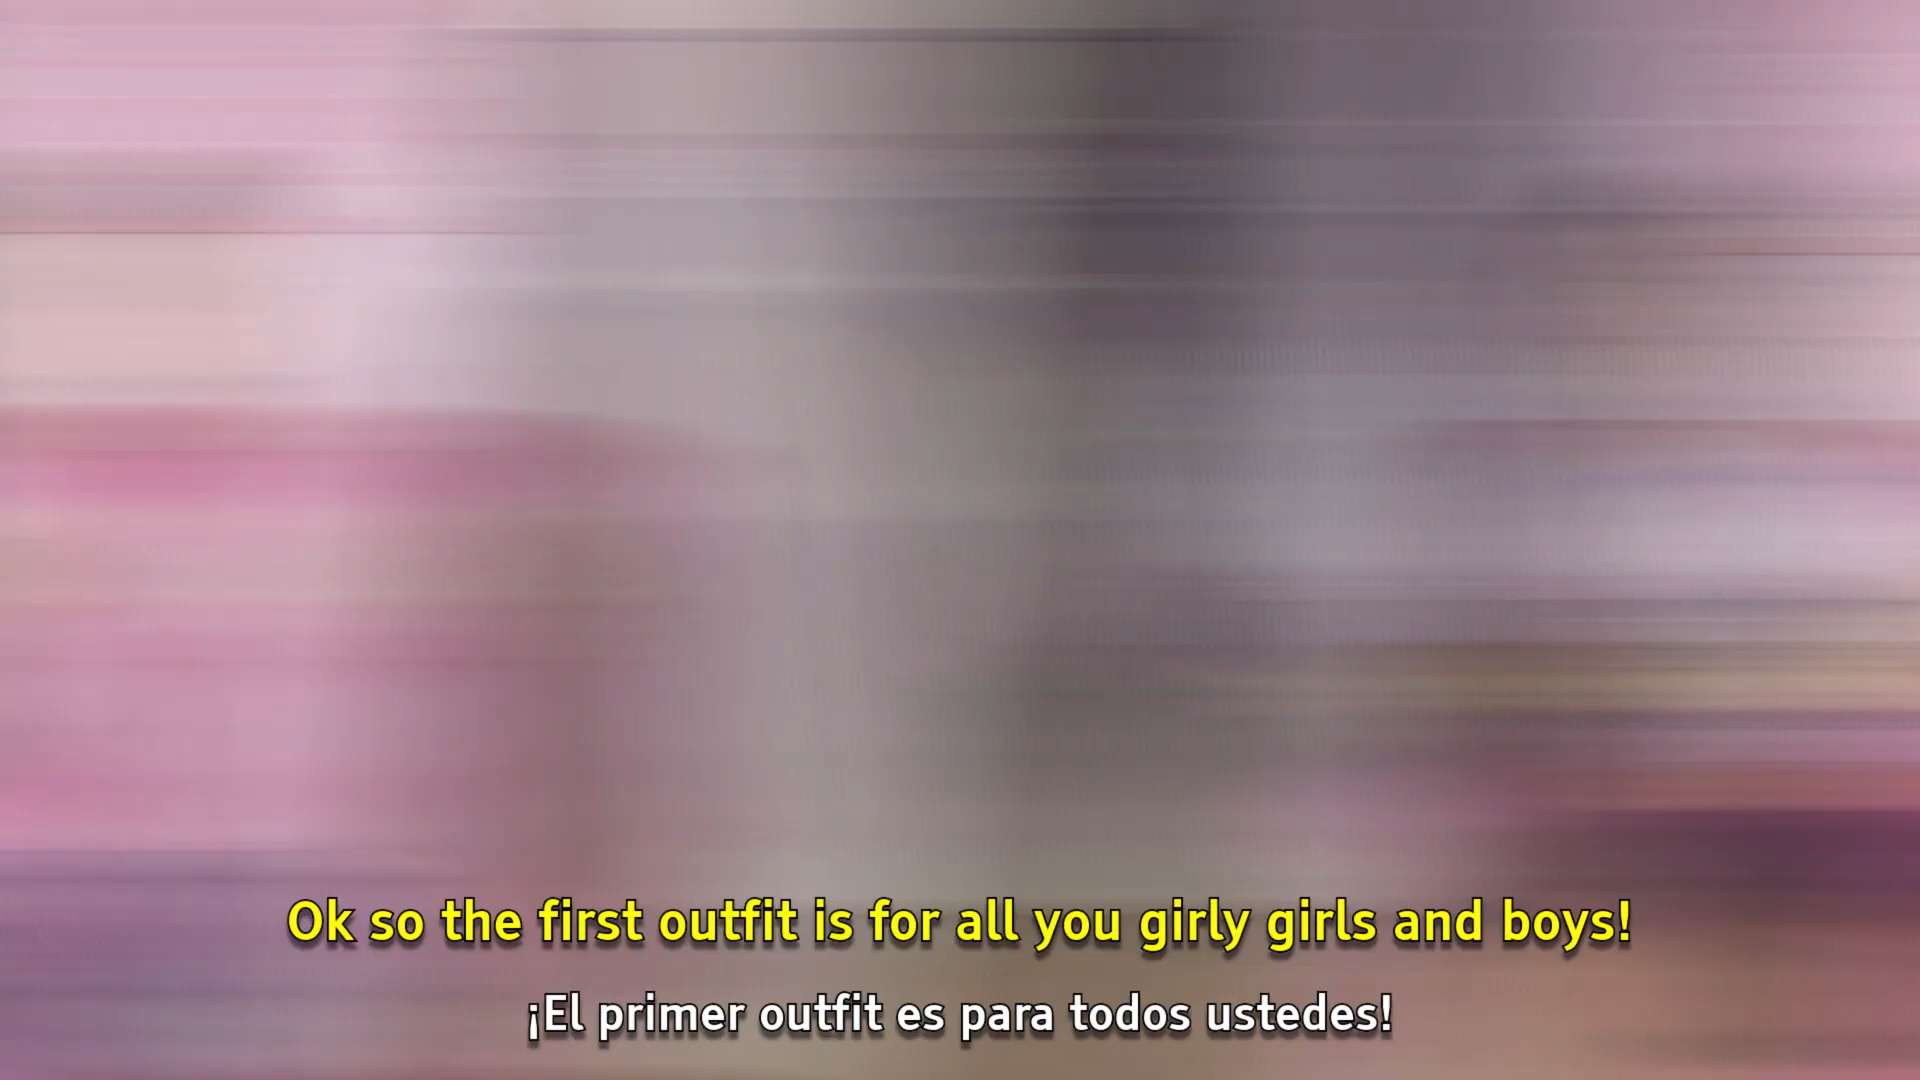 Ok so the first outfit is for all you girly girls and boys!
¡El primer outfit es para todos ustedes!